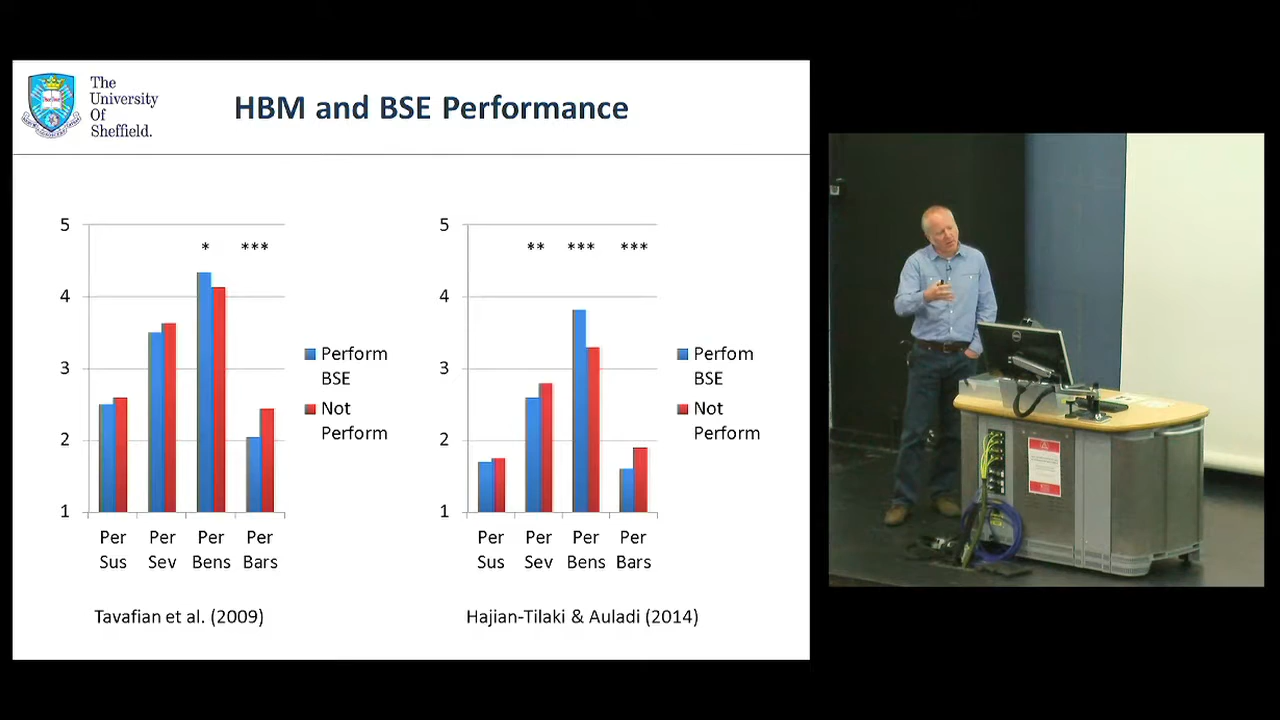 The
University
Of
Sheffield.
HBM and BSE Performance
5
4
3
2
1
* ***
Perform
BSE
Not
Perform
Per Per Per Per
Sus Sev Bens Bars
Tavafian et al. (2009)
5
4
3
2
1
** *** ***
Perfom
BSE
Not
Perform
Per Per Per Per
Sus Sev Bens Bars
Hajian-Tilaki & Auladi (2014)